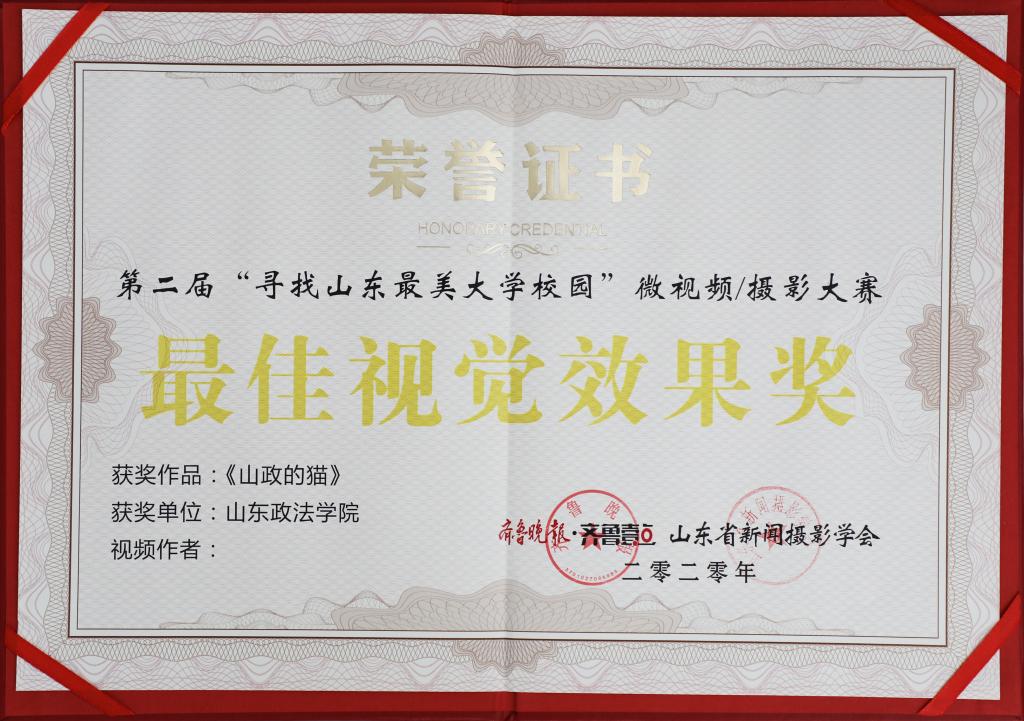 荣誉证书
HONORARY CREDENTIAL
第二届“寻找山东最美大学校园”微视频/摄影大赛
最佳视觉效果奖
获奖作品：《山政的猫》
获奖单位：山东政法学院
视频作者：
齐鲁晚报·齐鲁壹点 山东省新闻摄影学会
二零二零年
齐鲁晚报